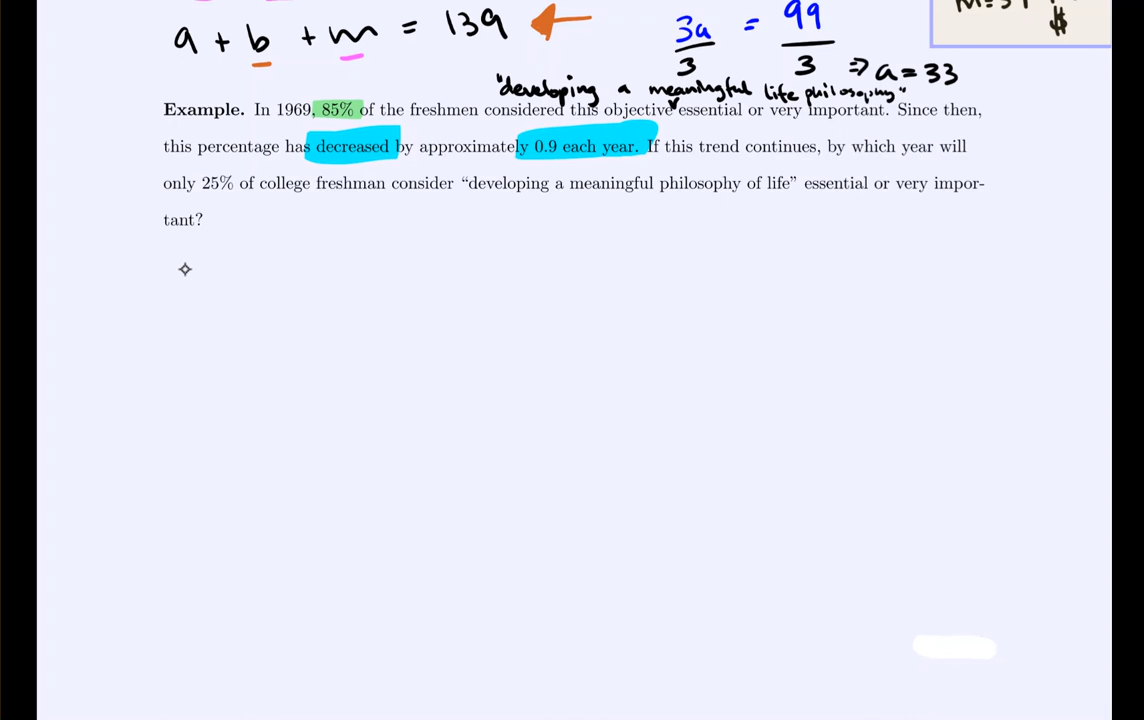 a + b + m = 139
3a/3 = 99/3 ⇒ a = 33
$
"developing a meaningful life philosophy"
Example. In 1969, 85% of the freshmen considered this objective essential or very important. Since then,
this percentage has decreased by approximately 0.9 each year. If this trend continues, by which year will
only 25% of college freshman consider “developing a meaningful philosophy of life” essential or very impor-
tant?